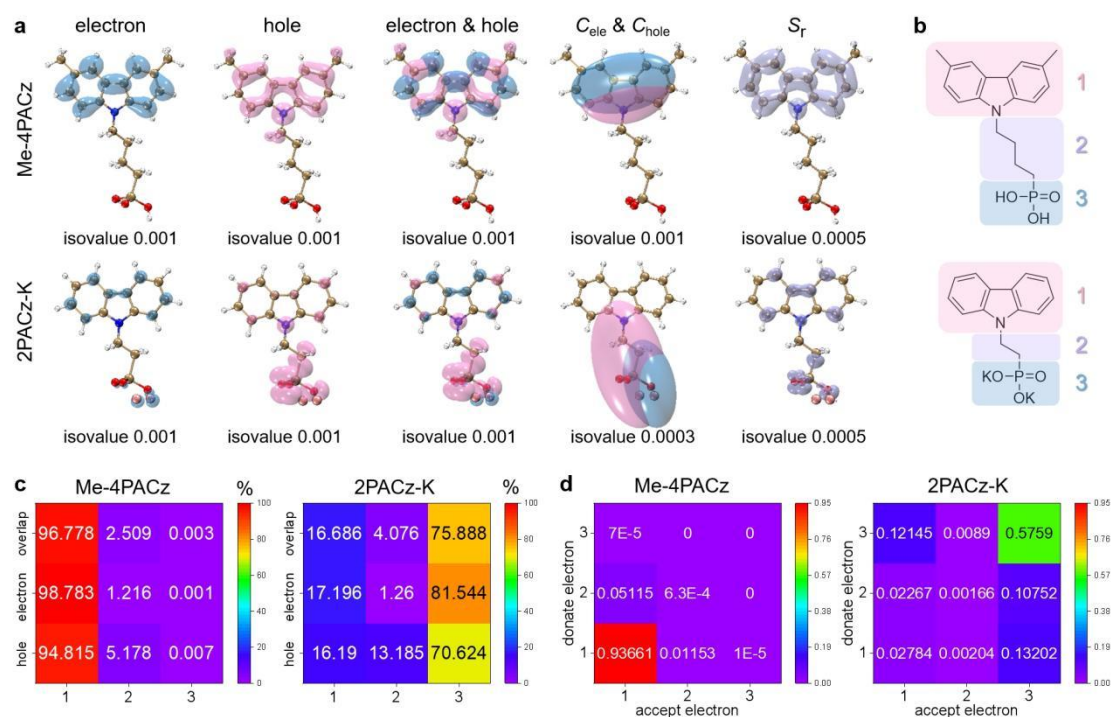 a
electron hole electron & hole Cele & Chole Sr
Me-4PACz
isovalue 0.001 isovalue 0.001 isovalue 0.001 isovalue 0.001 isovalue 0.0005
2PACz-K
isovalue 0.001 isovalue 0.001 isovalue 0.001 isovalue 0.0003 isovalue 0.0005
b
1
N
2
HO-P=O
OH
3
1
N
2
KO-P=O
OK
3
c
Me-4PACz % 2PACz-K %
overlap 96.778 2.509 0.003
electron 98.783 1.216 0.001
hole 94.815 5.178 0.007
1 2 3
100
80
60
40
20
0
16.686 4.076 75.888
17.196 1.26 81.544
16.19 13.185 70.624
1 2 3
100
80
60
40
20
0
d
Me-4PACz 2PACz-K
donate electron
3 7E-5 0 0
2 0.05115 6.3E-4 0
1 0.93661 0.01153 1E-5
1 2 3
accept electron
0.95
0.76
0.57
0.38
0.19
0.00
donate electron
3 0.12145 0.0089 0.5759
2 0.02267 0.00166 0.10752
1 0.02784 0.00204 0.13202
1 2 3
accept electron
0.95
0.76
0.57
0.38
0.19
0.00